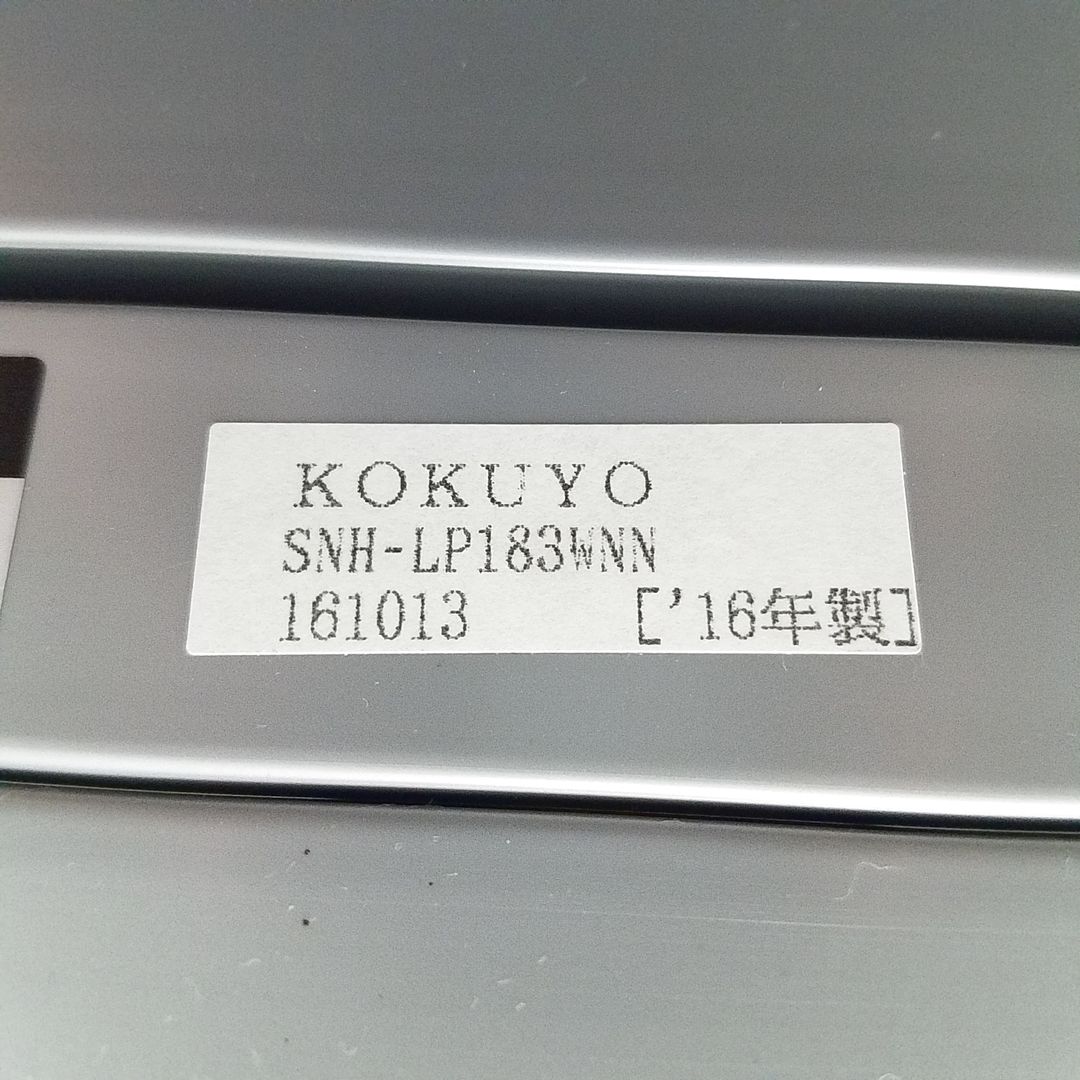 KOKUYO
SNH-LP183WNN
161013 ['16年製]